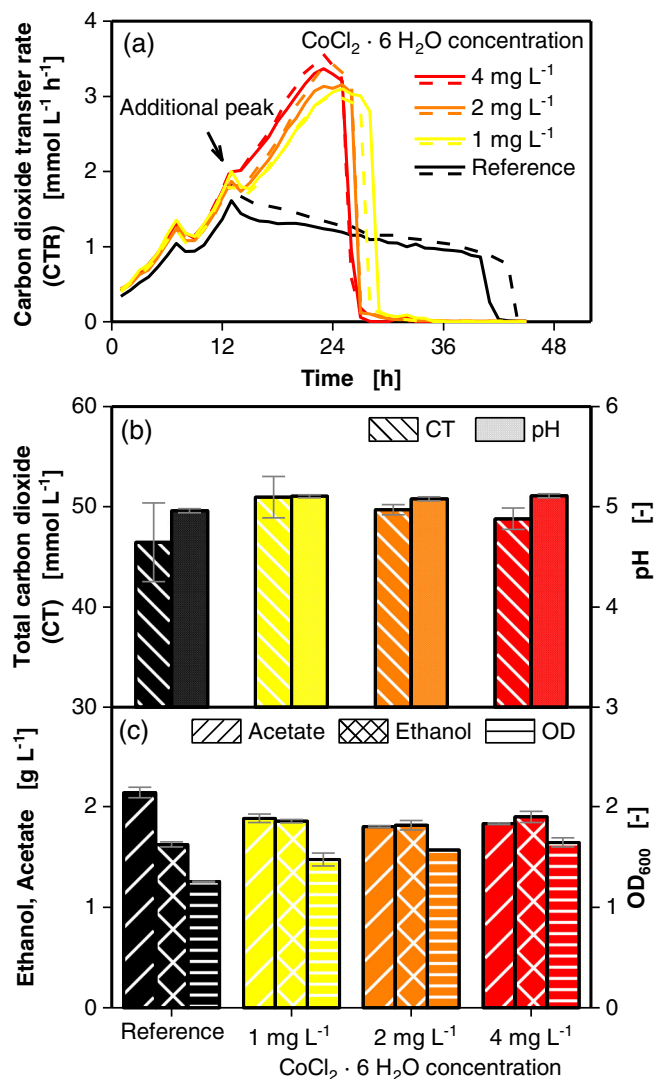 (a)
CoCl2 · 6 H2O concentration
4 mg L-1
2 mg L-1
1 mg L-1
Reference
Additional peak
Carbon dioxide transfer rate
(CTR) [mmol L-1 h-1]
4
3
2
1
0
0 12 24 36 48
Time [h]
(b)
CT pH
Total carbon dioxide
(CT) [mmol L-1]
60
50
40
30
6
5
4
3
pH [-]
(c)
Acetate Ethanol OD
Ethanol, Acetate [g L-1]
2
1
0
2
1
0
OD600 [-]
Reference 1 mg L-1 2 mg L-1 4 mg L-1
CoCl2 · 6 H2O concentration